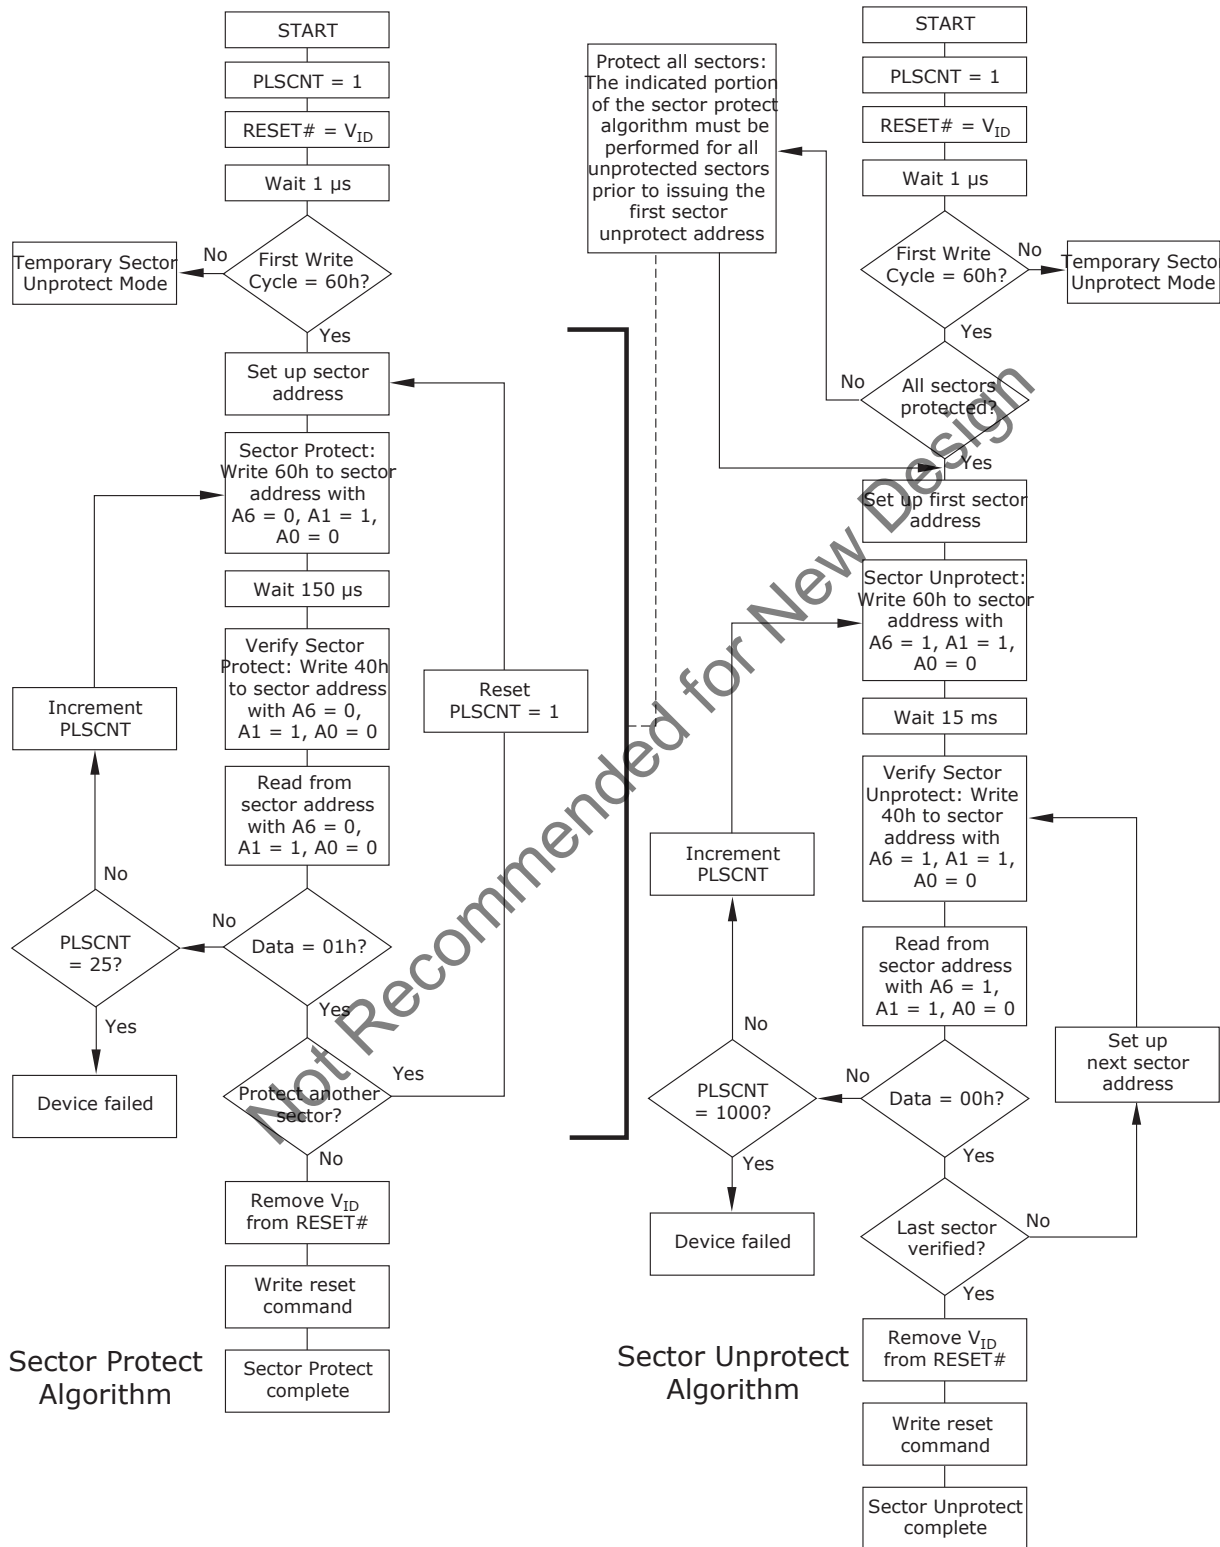 START
PLSCNT = 1
RESET# = VID
Wait 1 µs
First Write
Cycle = 60h?
No
Temporary Sector
Unprotect Mode
Yes
Set up sector
address
Sector Protect:
Write 60h to sector
address with
A6 = 0, A1 = 1,
A0 = 0
Wait 150 µs
Verify Sector
Protect: Write 40h
to sector address
with A6 = 0,
A1 = 1, A0 = 0
Increment
PLSCNT
Reset
PLSCNT = 1
Read from
sector address
with A6 = 0,
A1 = 1, A0 = 0
No
No
PLSCNT
= 25?
Data = 01h?
Yes
Yes
Device failed
Protect another
sector?
Yes
No
Remove VID
from RESET#
Write reset
command
Sector Protect
complete
Sector Protect
Algorithm
Protect all sectors:
The indicated portion
of the sector protect
algorithm must be
performed for all
unprotected sectors
prior to issuing the
first sector
unprotect address
START
PLSCNT = 1
RESET# = VID
Wait 1 µs
First Write
Cycle = 60h?
No
Temporary Sector
Unprotect Mode
Yes
No
All sectors
protected?
Yes
Set up first sector
address
Sector Unprotect:
Write 60h to sector
address with
A6 = 1, A1 = 1,
A0 = 0
Wait 15 ms
Verify Sector
Unprotect: Write
40h to sector
address with
A6 = 1, A1 = 1,
A0 = 0
Increment
PLSCNT
Read from
sector address
with A6 = 1,
A1 = 1, A0 = 0
No
No
PLSCNT
= 1000?
Data = 00h?
Set up
next sector
address
Yes
Yes
Device failed
Last sector
verified?
No
Yes
Remove VID
from RESET#
Write reset
command
Sector Unprotect
complete
Sector Unprotect
Algorithm
Not Recommended for New Design